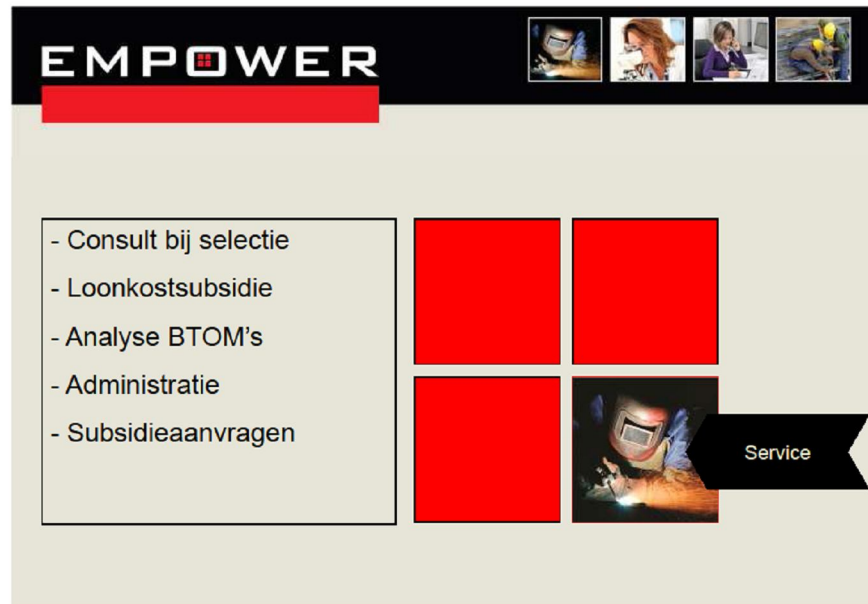 EMPOWER
- Consult bij selectie
- Loonkostsubsidie
- Analyse BTOM's
- Administratie
- Subsidieaanvragen
Service